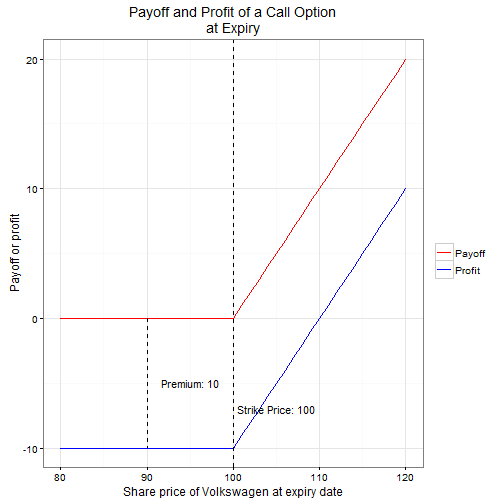 Payoff and Profit of a Call Option
at Expiry
Payoff or profit
20
10
0
-10
Premium: 10
Strike Price: 100
Payoff
Profit
80
90
100
110
120
Share price of Volkswagen at expiry date